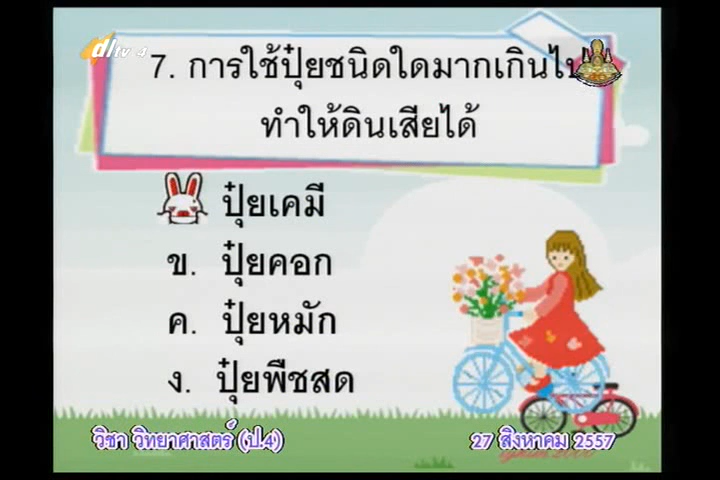 dltv 4
7. การใช้ปุ๋ยชนิดใดมากเกินไป
ทำให้ดินเสียได้
ปุ๋ยเคมี
ข. ปุ๋ยคอก
ค. ปุ๋ยหมัก
ง. ปุ๋ยพืชสด
วิชา วิทยาศาสตร์ (ป.4)
27 สิงหาคม 2557